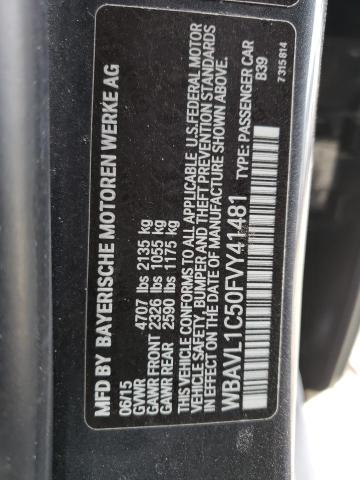 MFD BY BAYERISCHE MOTOREN WERKE AG
06/15
GVWR 4707 lbs 2135 kg
GAWR FRONT 2326 lbs 1055 kg
GAWR REAR 2590 lbs 1175 kg
THIS VEHICLE CONFORMS TO ALL APPLICABLE U.S. FEDERAL MOTOR
VEHICLE SAFETY, BUMPER AND THEFT PREVENTION STANDARDS
IN EFFECT ON THE DATE OF MANUFACTURE SHOWN ABOVE.
WBAVL1C50FVY41481 TYPE: PASSENGER CAR
B39
7 315 814